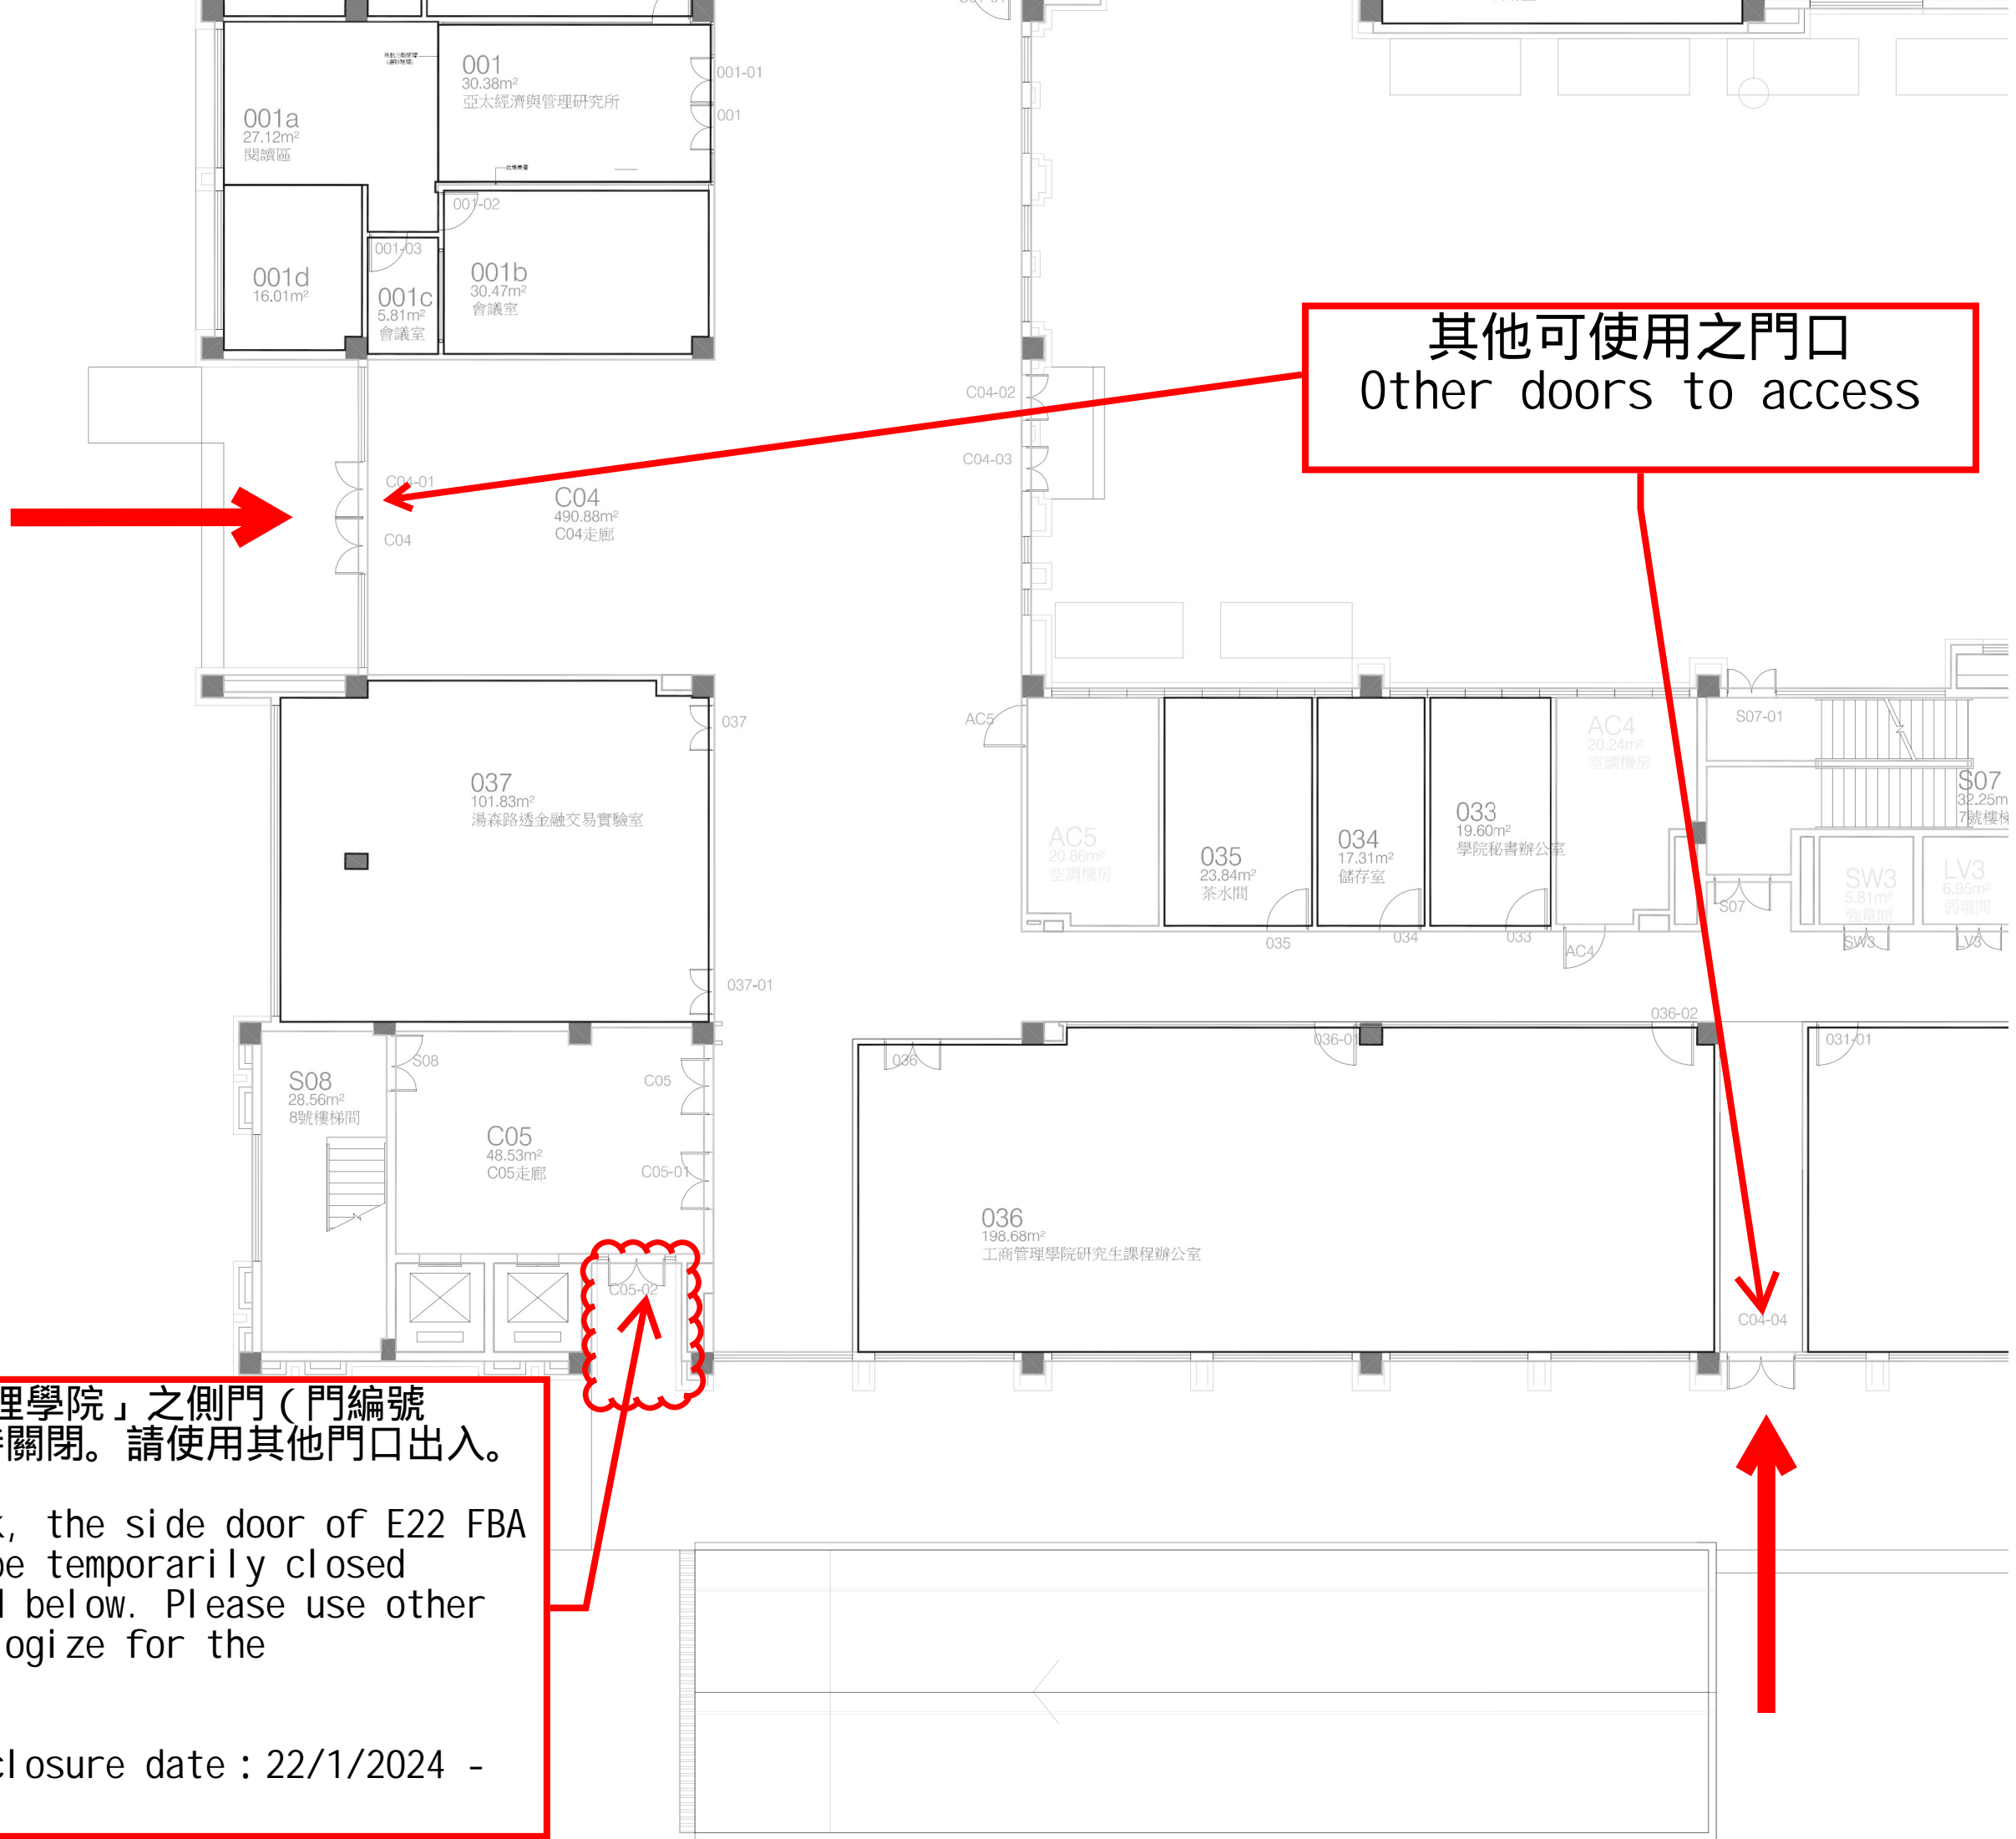 001
30.38m²
亞太經濟與管理研究所
001-01
001
001a
27.12m²
閱讀區
001-02
001-03
001d
16.01m²
001c
5.81m²
會議室
001b
30.47m²
會議室
其他可使用之門口
Other doors to access
C04-02
C04-03
C04-01
C04
C04
490.88m²
C04走廊
037
AC5
S07-01
AC4
20.24m²
空調機房
037
101.83m²
湯森路透金融交易實驗室
S07
32.25m
7號樓梯
033
19.60m²
學院秘書辦公室
AC5
20.86m²
空調機房
035
23.84m²
茶水間
034
17.31m²
儲存室
SW3
5.81m²
強電間
LV3
6.95m²
弱電間
S07
035
034
033
AC4
SW3
LV3
037-01
036-02
036-01
031-01
036
S08
S08
28.56m²
8號樓梯間
C05
C05
48.53m²
C05走廊
C05-01
036
198.68m²
工商管理學院研究生課程辦公室
C05-02
C04-04
理學院」之側門（門編號
時關閉。請使用其他門口出入。
, the side door of E22 FBA
be temporarily closed
below. Please use other
ogize for the
closure date：22/1/2024 -